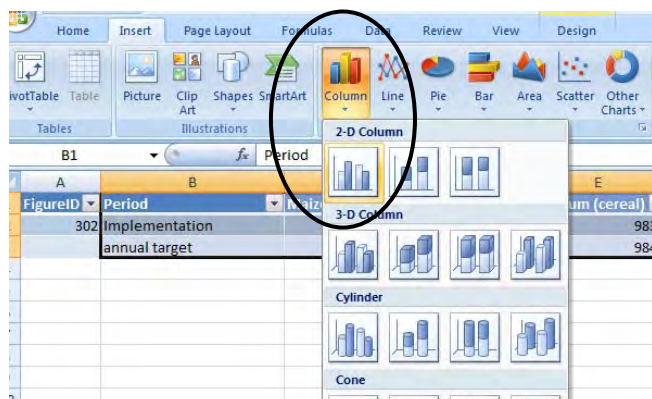 Home Insert Page Layout Formulas Data Review View Design
Table Picture Clip Art Shapes SmartArt Column Line Pie Bar Area Scatter Other Charts
Tables Illustrations
2-D Column
B1 fx Period
A B E
FigureID Period (cereal)
3-D Column
302 Implementation
annual target
Cylinder
Cone